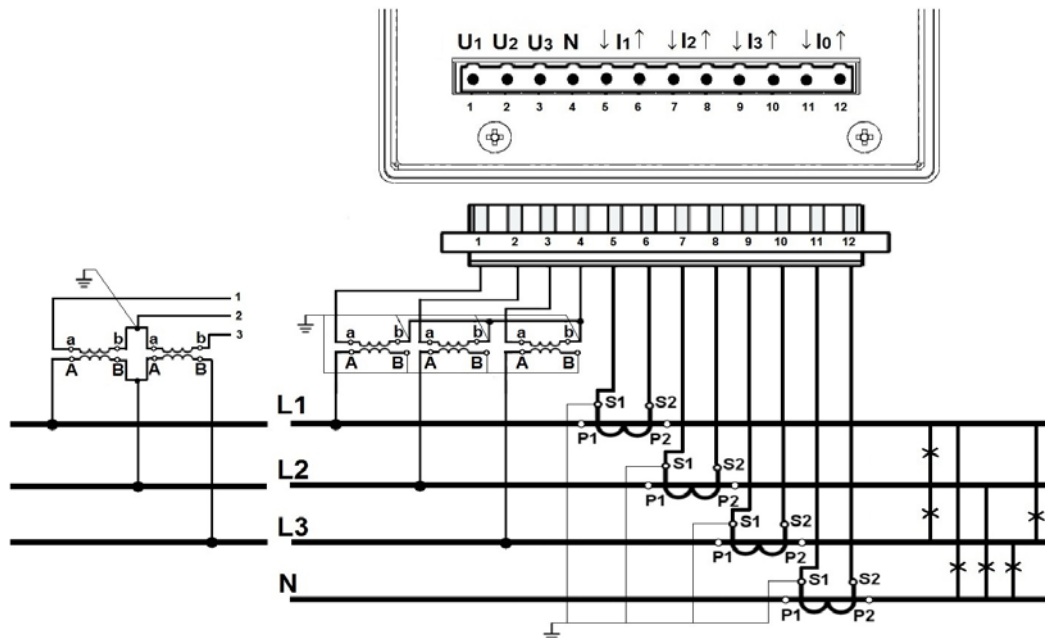 U1 U2 U3 N ↓ I1 ↑ ↓ I2 ↑ ↓ I3 ↑ ↓ I0 ↑
1 2 3 4 5 6 7 8 9 10 11 12
1 2 3 4 5 6 7 8 9 10 11 12
1
2
3
a b a b
A B A B
a b a b a b
A B A B A B
L1
S1 S2
P1 P2
L2
S1 S2
P1 P2
L3
S1 S2
P1 P2
N
S1 S2
P1 P2